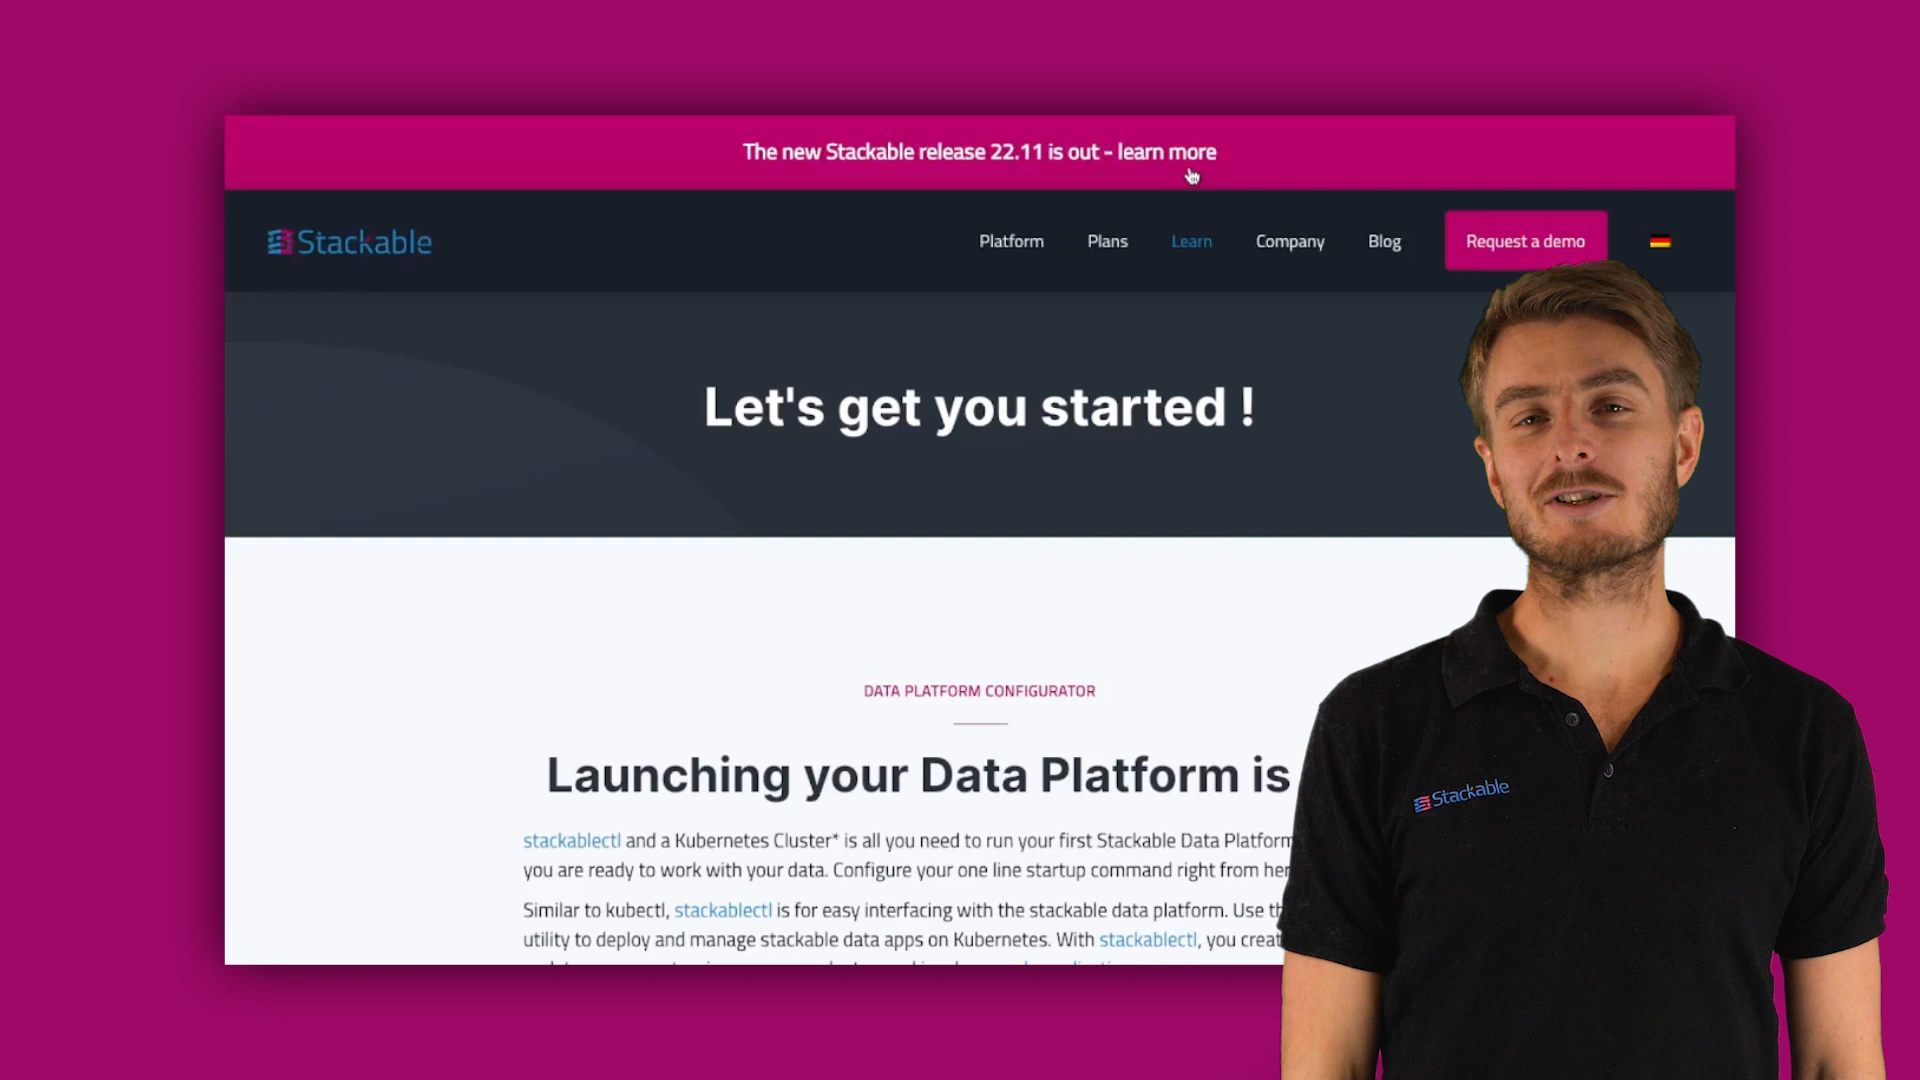 The new Stackable release 22.11 is out - learn more
Stackable
Platform
Plans
Learn
Company
Blog
Request a demo
Let's get you started !
DATA PLATFORM CONFIGURATOR
Launching your Data Platform is
stackablectl and a Kubernetes Cluster* is all you need to run your first Stackable Data Platform
you are ready to work with your data. Configure your one line startup command right from
Similar to kubectl, stackablectl is for easy interfacing with the stackable data platform. Use
utility to deploy and manage stackable data apps on Kubernetes. With stackablectl, you
Stackable